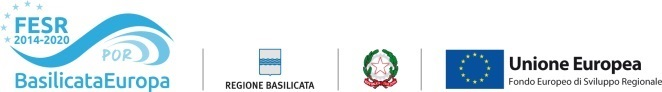 FESR
2014-2020
POR
BasilicataEuropa
REGIONE BASILICATA
Unione Europea
Fondo Europeo di Sviluppo Regionale